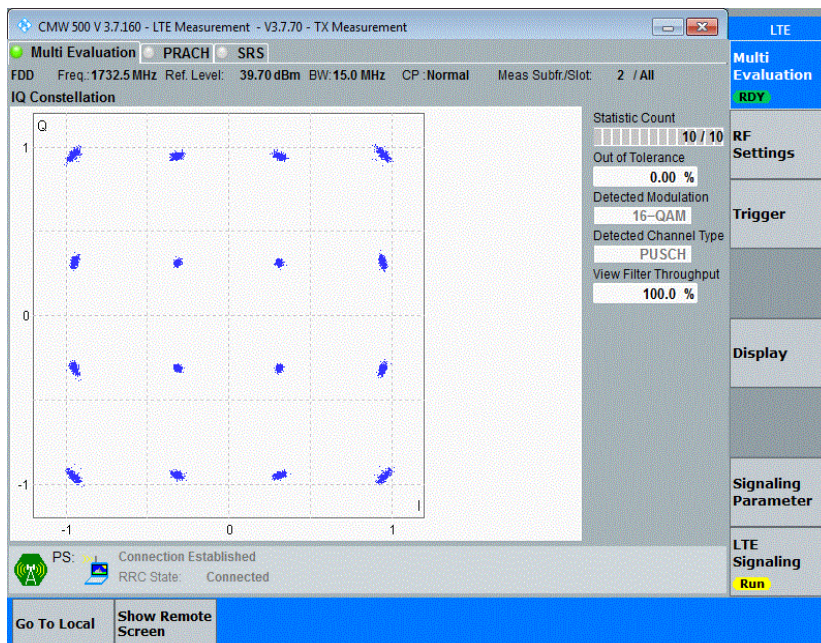 CMW 500 V 3.7.160 - LTE Measurement - V3.7.70 - TX Measurement
LTE
Multi Evaluation PRACH SRS
Multi
Evaluation
RDY
FDD Freq.: 1732.5 MHz Ref. Level: 39.70 dBm BW: 15.0 MHz CP : Normal Meas Subfr./Slot: 2 / All
IQ Constellation
Q
1
0
-1
-1
0
1
I
Statistic Count
10 / 10
Out of Tolerance
0.00 %
Detected Modulation
16-QAM
Detected Channel Type
PUSCH
View Filter Throughput
100.0 %
RF
Settings
Trigger
Display
Signaling
Parameter
LTE
Signaling
Run
PS: Connection Established
RRC State: Connected
Go To Local
Show Remote
Screen